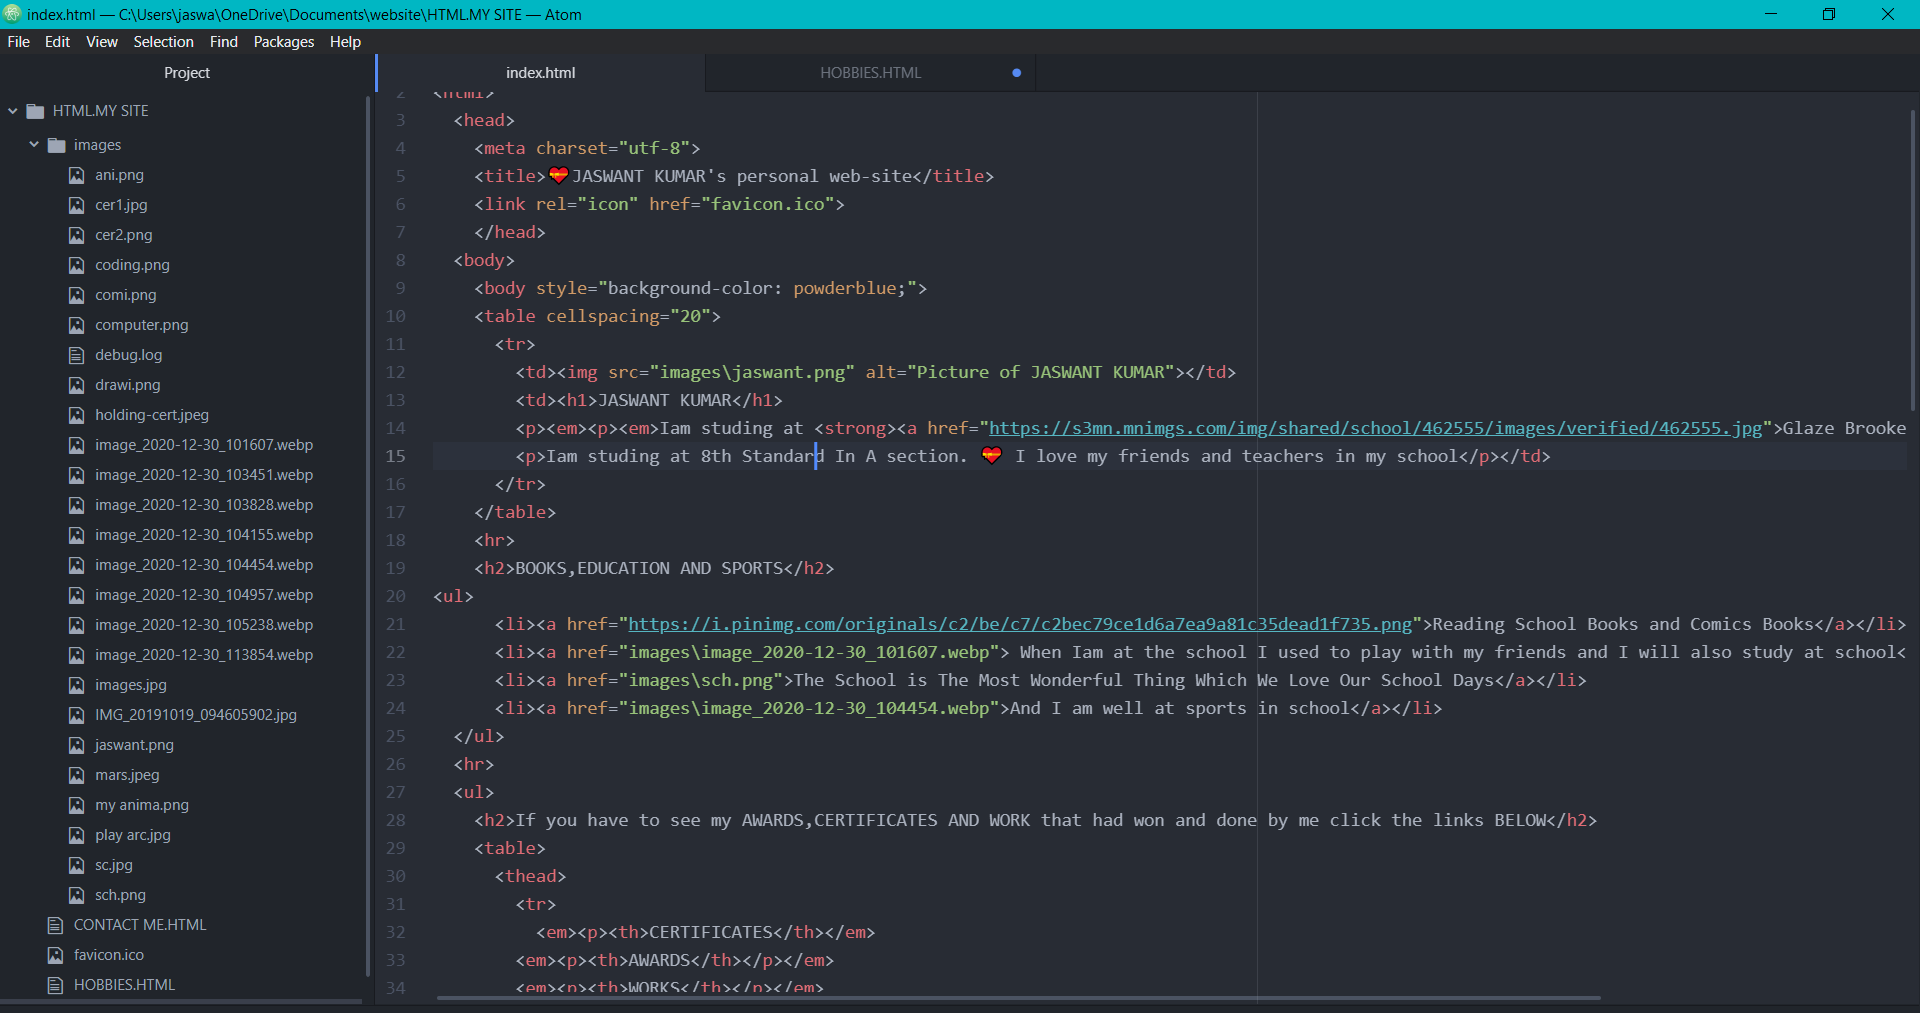 index.html — C:\Users\jaswa\OneDrive\Documents\website\HTML.MY SITE — Atom
File Edit View Selection Find Packages Help
Project
HTML.MY SITE
images
ani.png
cer1.jpg
cer2.png
coding.png
comi.png
computer.png
debug.log
drawi.png
holding-cert.jpeg
image_2020-12-30_101607.webp
image_2020-12-30_103451.webp
image_2020-12-30_103828.webp
image_2020-12-30_104155.webp
image_2020-12-30_104454.webp
image_2020-12-30_104957.webp
image_2020-12-30_105238.webp
image_2020-12-30_113854.webp
images.jpg
IMG_20191019_094605902.jpg
jaswant.png
mars.jpeg
my anima.png
play arc.jpg
sc.jpg
sch.png
CONTACT ME.HTML
favicon.ico
HOBBIES.HTML
index.html HOBBIES.HTML
2 <html>
3 <head>
4 <meta charset="utf-8">
5 <title>💝JASWANT KUMAR's personal web-site</title>
6 <link rel="icon" href="favicon.ico">
7 </head>
8 <body>
9 <body style="background-color: powderblue;">
10 <table cellspacing="20">
11 <tr>
12 <td><img src="images\jaswant.png" alt="Picture of JASWANT KUMAR"></td>
13 <td><h1>JASWANT KUMAR</h1>
14 <p><em><p><em>Iam studing at <strong><a href="https://s3mn.mnimgs.com/img/shared/school/462555/images/verified/462555.jpg">Glaze Brooke
15 <p>Iam studing at 8th Standard In A section. 💝 I love my friends and teachers in my school</p></td>
16 </tr>
17 </table>
18 <hr>
19 <h2>BOOKS,EDUCATION AND SPORTS</h2>
20 <ul>
21 <li><a href="https://i.pinimg.com/originals/c2/be/c7/c2bec79ce1d6a7ea9a81c35dead1f735.png">Reading School Books and Comics Books</a></li>
22 <li><a href="images\image_2020-12-30_101607.webp"> When Iam at the school I used to play with my friends and I will also study at school<
23 <li><a href="images\sch.png">The School is The Most Wonderful Thing Which We Love Our School Days</a></li>
24 <li><a href="images\image_2020-12-30_104454.webp">And I am well at sports in school</a></li>
25 </ul>
26 <hr>
27 <ul>
28 <h2>If you have to see my AWARDS,CERTIFICATES AND WORK that had won and done by me click the links BELOW</h2>
29 <table>
30 <thead>
31 <tr>
32 <em><p><th>CERTIFICATES</th></em>
33 <em><p><th>AWARDS</th></p></em>
34 <em><p><th>WORKS</th></p></em>